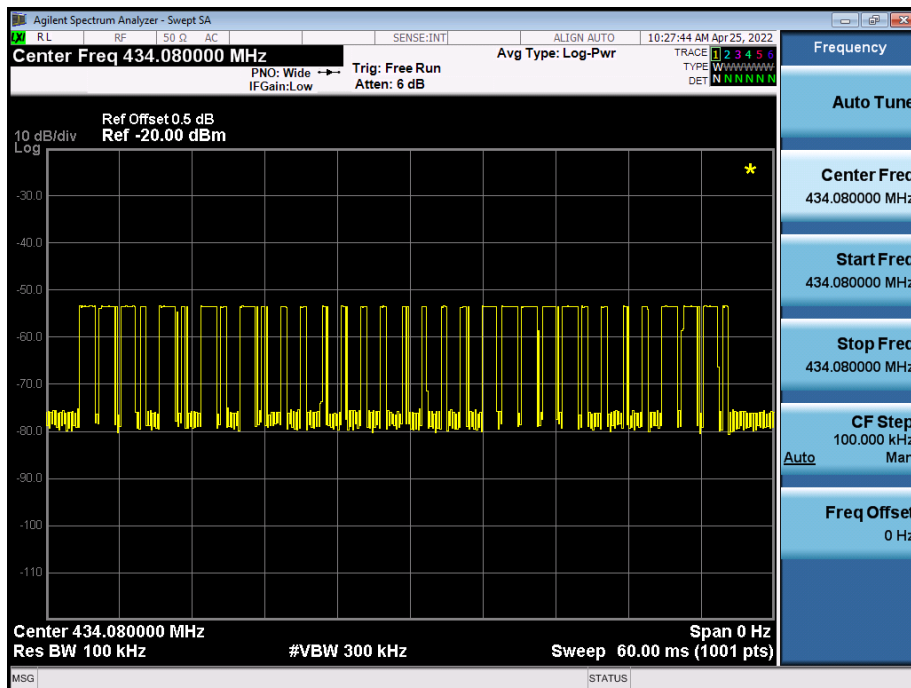 Agilent Spectrum Analyzer - Swept SA
LXI RL RF 50 Ω AC SENSE:INT ALIGN AUTO 10:27:44 AM Apr 25, 2022
Center Freq 434.080000 MHz
PNO: Wide
IFGain:Low
Trig: Free Run
Atten: 6 dB
Avg Type: Log-Pwr
TRACE 1 2 3 4 5 6
TYPE WWWWWWW
DET N N N N N N
Ref Offset 0.5 dB
10 dB/div Ref -20.00 dBm
Log
-30.0
-40.0
-50.0
-60.0
-70.0
-80.0
-90.0
-100
-110
Center 434.080000 MHz Span 0 Hz
Res BW 100 kHz #VBW 300 kHz Sweep 60.00 ms (1001 pts)
MSG STATUS
Frequency
Auto Tune
Center Freq
434.080000 MHz
Start Freq
434.080000 MHz
Stop Freq
434.080000 MHz
CF Step
100.000 kHz
Auto Man
Freq Offset
0 Hz